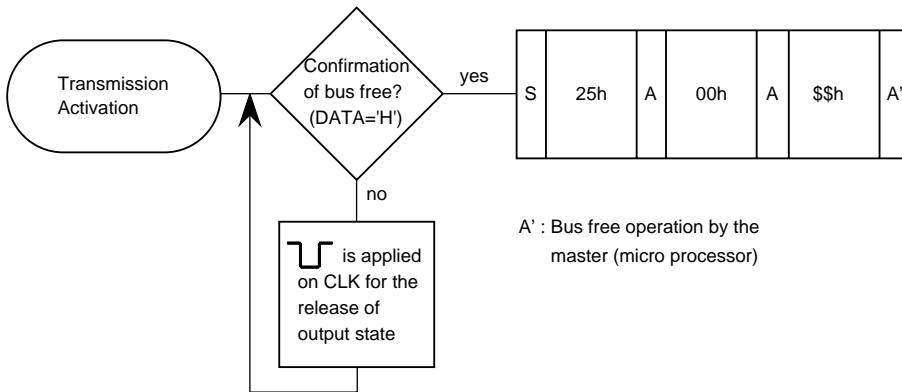 Transmission
Activation
Confirmation
of bus free?
(DATA='H')
yes
no
is applied
on CLK for the
release of
output state
S 25h A 00h A $$h A'
A' : Bus free operation by the
master (micro processor)